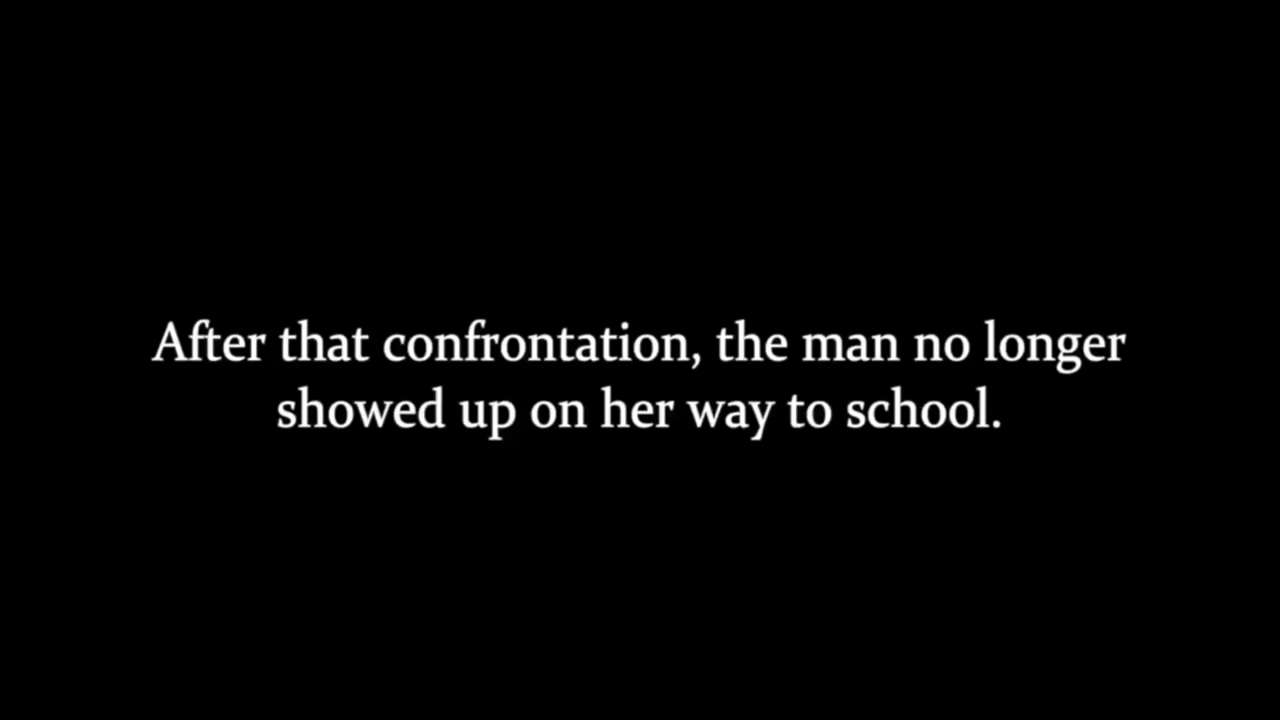 After that confrontation, the man no longer
showed up on her way to school.